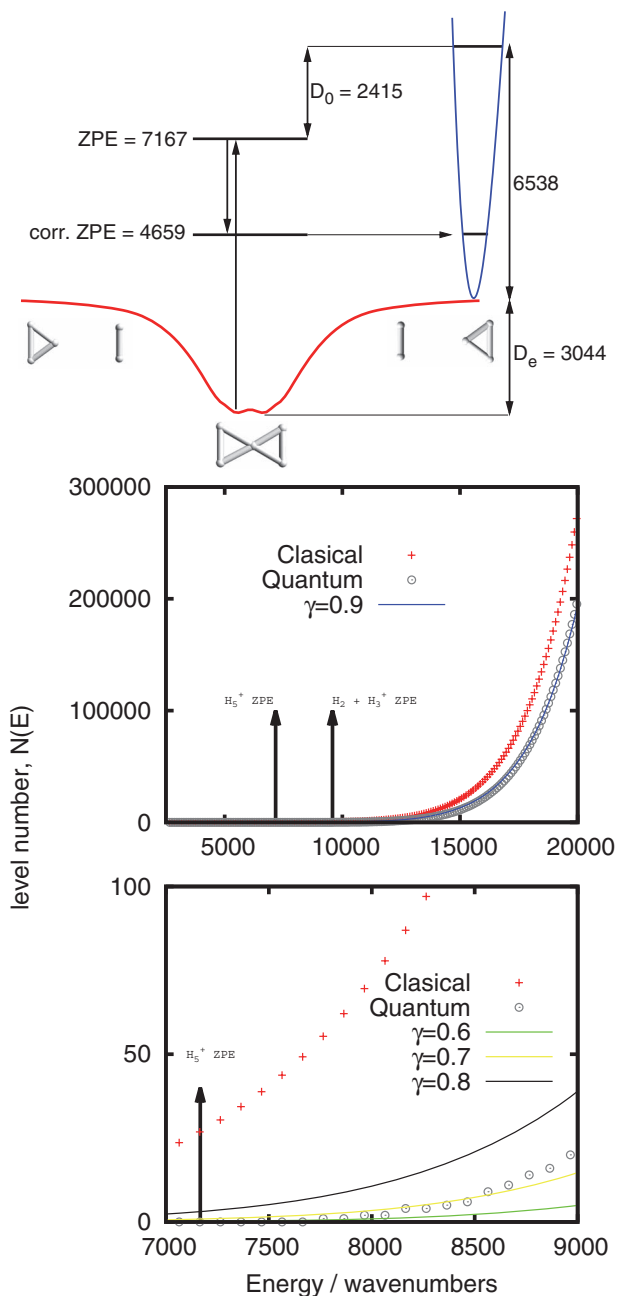 D₀ = 2415
ZPE = 7167
6538
corr. ZPE = 4659
Dₑ = 3044
level number, N(E)
300000
200000
100000
0
Clasical
Quantum
γ=0.9
H₅⁺ ZPE
H₂ + H₃⁺ ZPE
5000 10000 15000 20000
100
50
0
Clasical
Quantum
γ=0.6
γ=0.7
γ=0.8
H₅⁺ ZPE
7000 7500 8000 8500 9000
Energy / wavenumbers